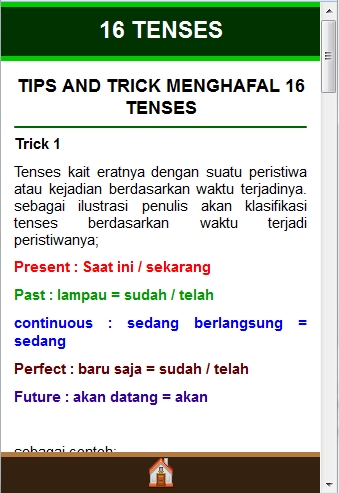 16 TENSES
TIPS AND TRICK MENGHAFAL 16
TENSES
Trick 1
Tenses kait eratnya dengan suatu peristiwa
atau kejadian berdasarkan waktu terjadinya.
sebagai ilustrasi penulis akan klasifikasi
tenses berdasarkan waktu terjadi
peristiwanya;
Present : Saat ini / sekarang
Past : lampau = sudah / telah
continuous : sedang berlangsung =
sedang
Perfect : baru saja = sudah / telah
Future : akan datang = akan
sebagai contoh: